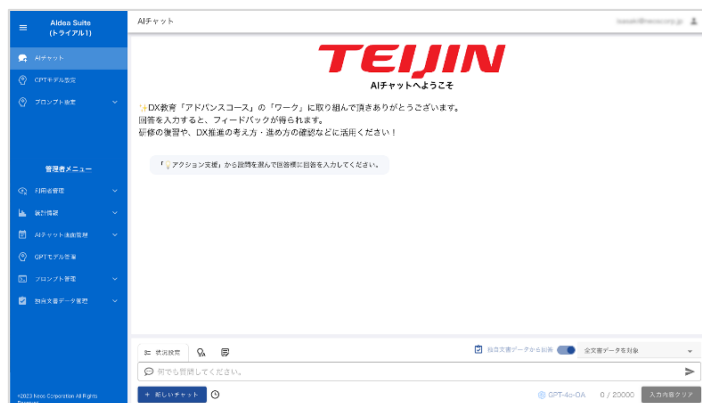 Aldea Suite
(トライアル1)
AIチャット
GPTモデル設定
プロンプト設定
管理者メニュー
利用者管理
統計情報
AIチャット画面管理
GPTモデル管理
プロンプト管理
独自文書データ管理
©2023 Neos Corporation All Rights
AIチャット
TEIJIN
AIチャットへようこそ
✨DX教育「アドバンスコース」の「ワーク」に取り組んで頂きありがとうございます。
回答を入力すると、フィードバックが得られます。
研修の復習や、DX推進の考え方・進め方の確認などに活用ください!
「💡アクション支援」から設問を選んで回答欄に回答を入力してください。
状況設定
独自文書データから回答
全文書データを対象
何でも質問してください。
+ 新しいチャット
GPT-4o-OA
0 / 20000
入力内容クリア